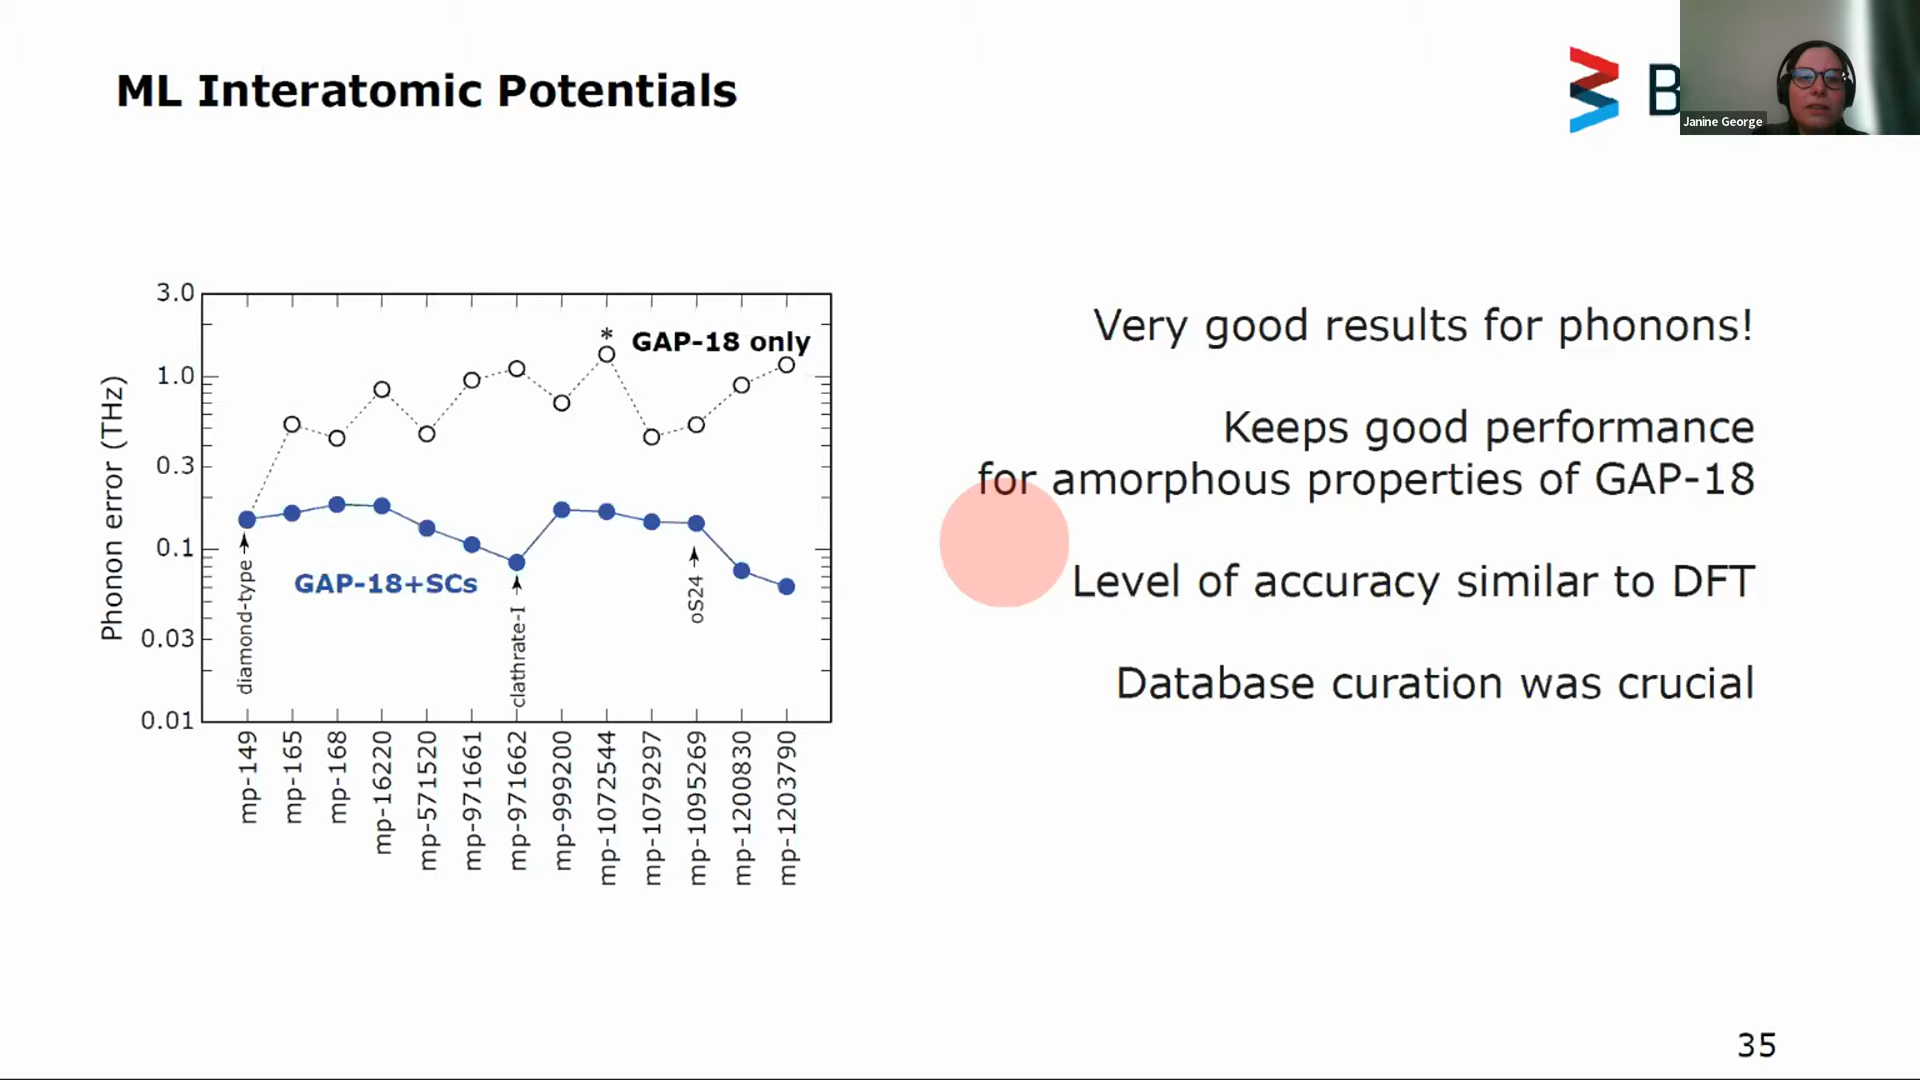 ML Interatomic Potentials
B
Janine George
3.0
1.0
0.3
0.1
0.03
0.01
Phonon error (THz)
*
GAP-18 only
GAP-18+SCs
diamond-type
clathrate-I
oS24
mp-149
mp-165
mp-168
mp-16220
mp-571520
mp-971661
mp-971662
mp-999200
mp-1072544
mp-1079297
mp-1095269
mp-1200830
mp-1203790
Very good results for phonons!
Keeps good performance
for amorphous properties of GAP-18
Level of accuracy similar to DFT
Database curation was crucial
35